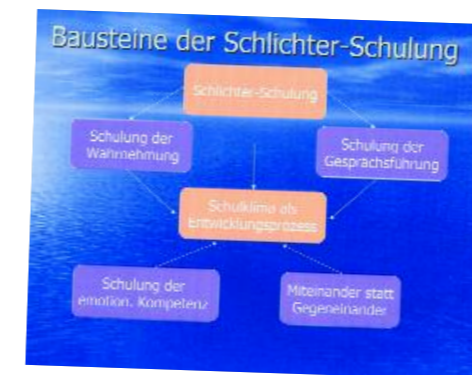 Bausteine der Schlichter-Schulung
Schlichter-Schulung
Schulung der
Wahrnehmung
Schulung der
Gesprächsführung
Schulklima als
Entwicklungsprozess
Schulung der
emotion. Kompetenz
Miteinander statt
Gegeneinander